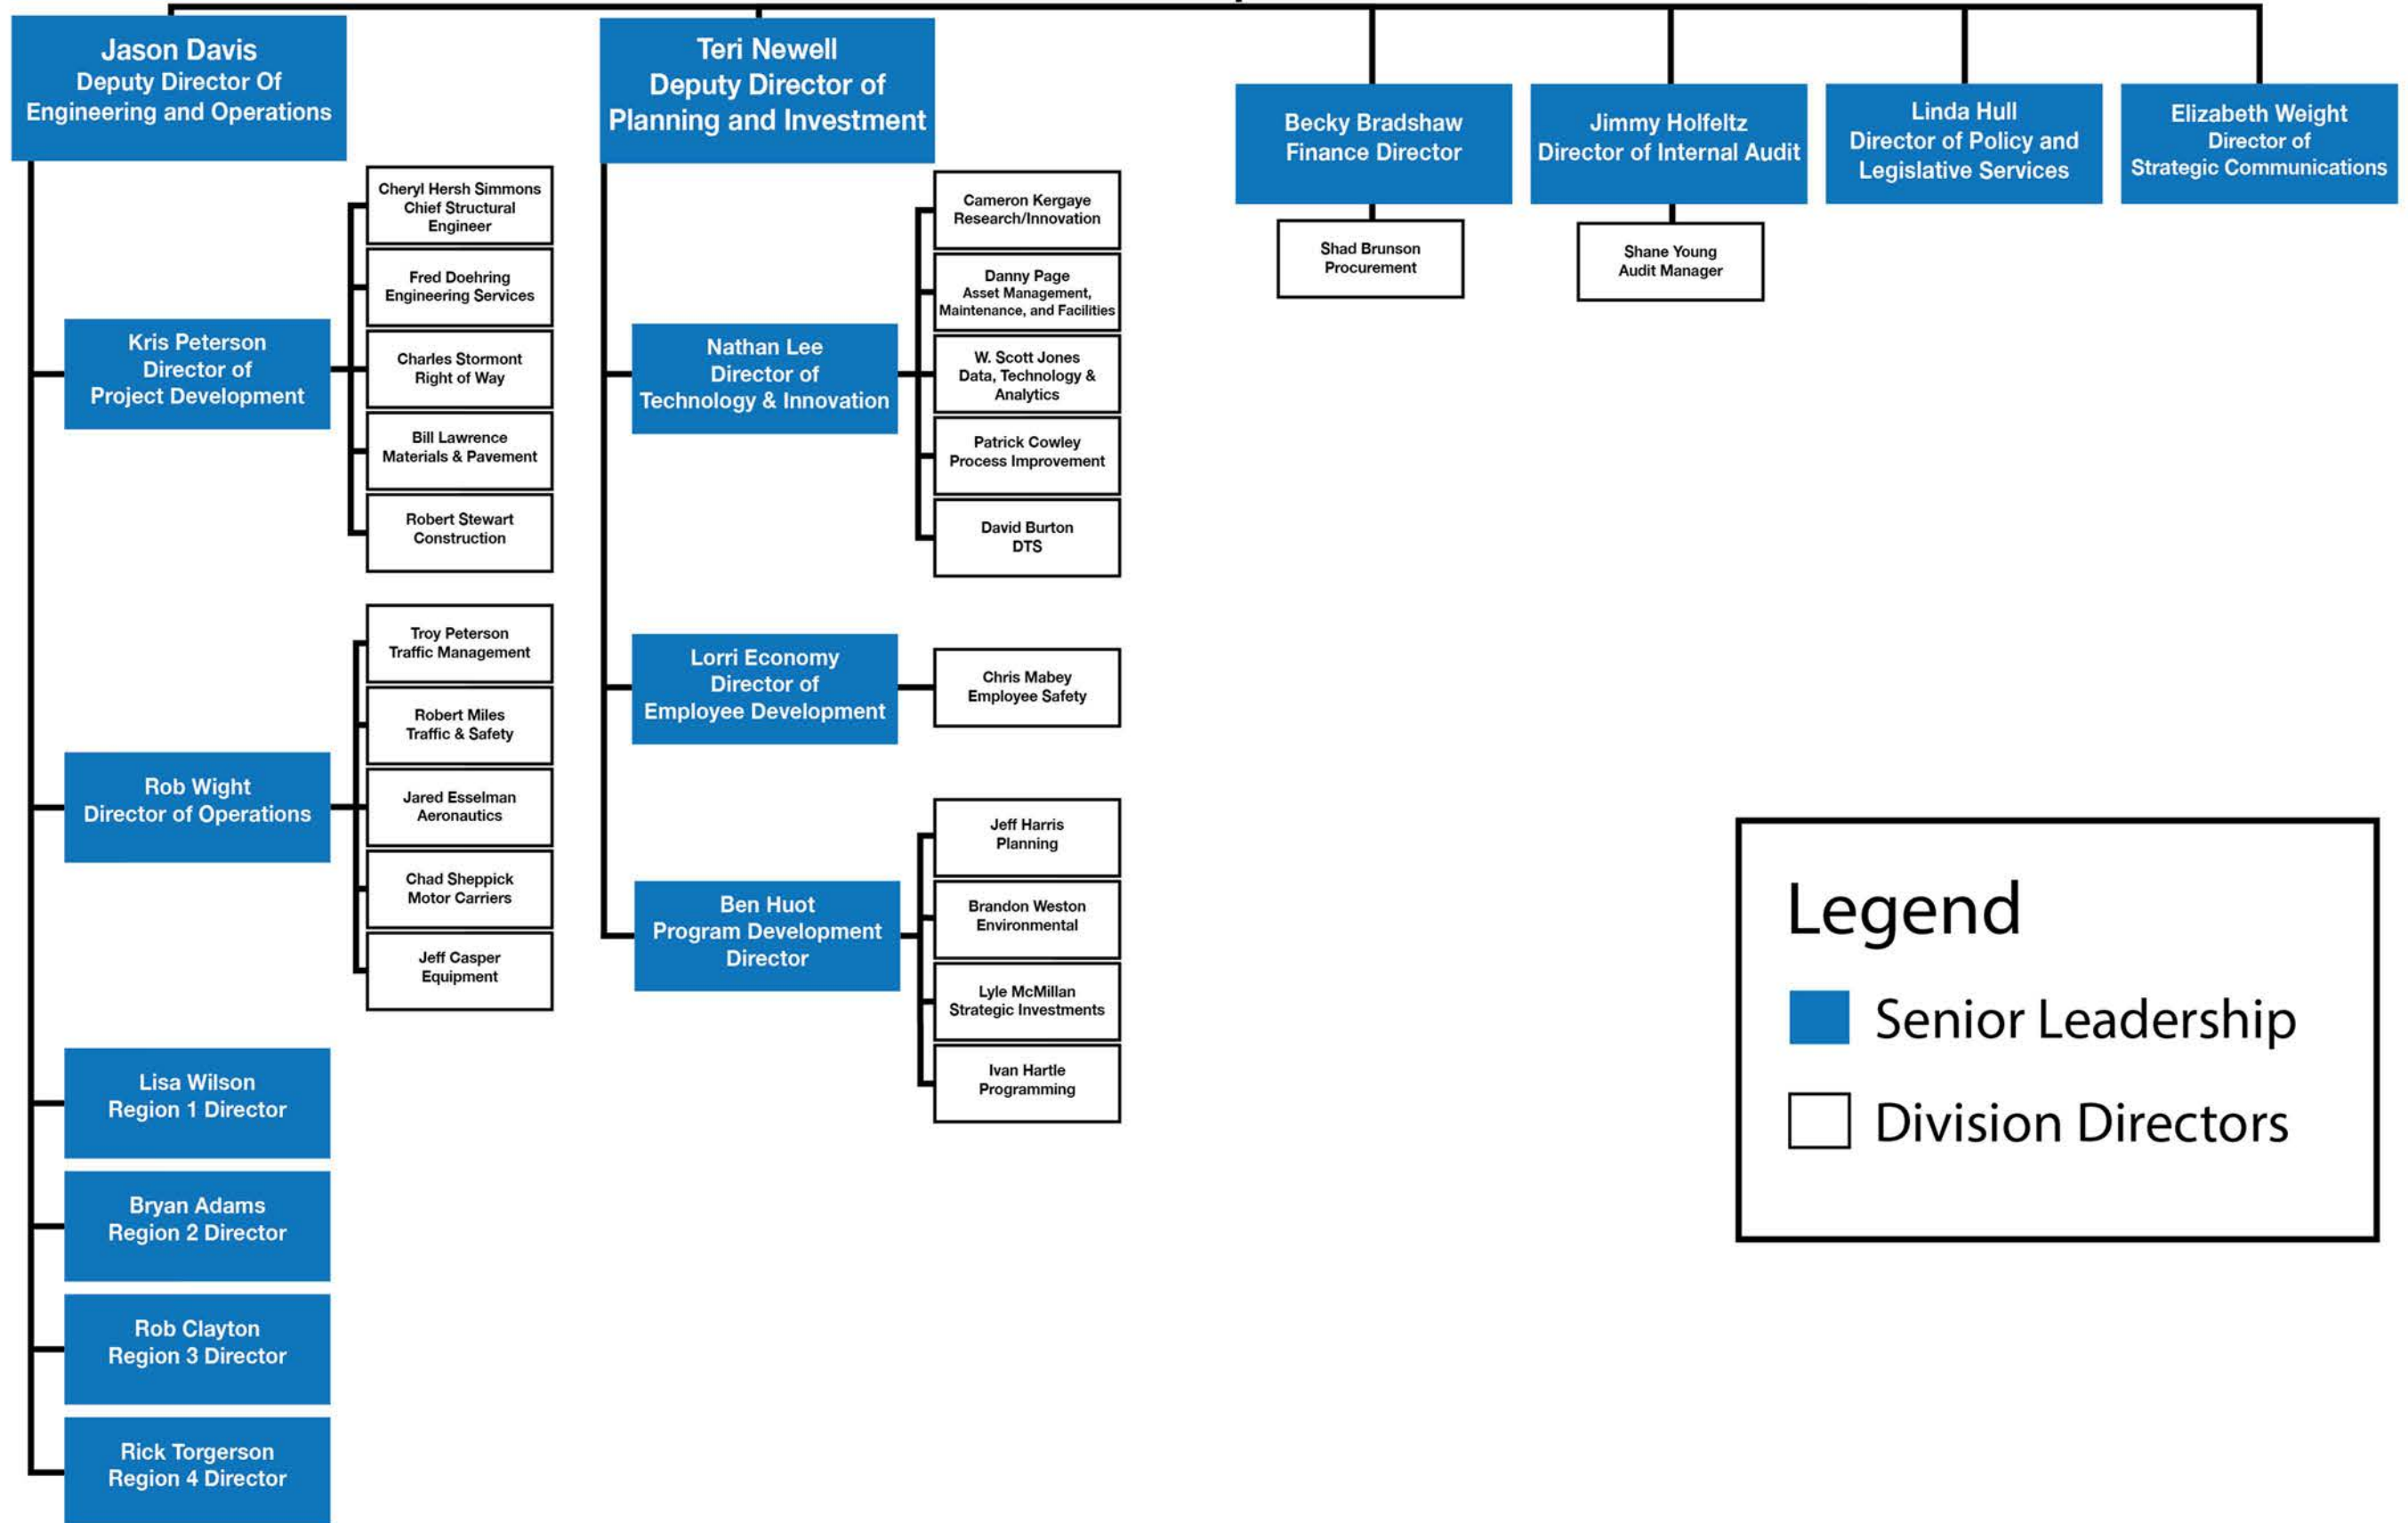 Jason Davis
Deputy Director Of
Engineering and Operations
Teri Newell
Deputy Director of
Planning and Investment
Becky Bradshaw
Finance Director
Jimmy Holfeltz
Director of Internal Audit
Linda Hull
Director of Policy and
Legislative Services
Elizabeth Weight
Director of
Strategic Communications
Shad Brunson
Procurement
Shane Young
Audit Manager
Kris Peterson
Director of
Project Development
Cheryl Hersh Simmons
Chief Structural
Engineer
Fred Doehring
Engineering Services
Charles Stormont
Right of Way
Bill Lawrence
Materials & Pavement
Robert Stewart
Construction
Rob Wight
Director of Operations
Troy Peterson
Traffic Management
Robert Miles
Traffic & Safety
Jared Esselman
Aeronautics
Chad Sheppick
Motor Carriers
Jeff Casper
Equipment
Lisa Wilson
Region 1 Director
Bryan Adams
Region 2 Director
Rob Clayton
Region 3 Director
Rick Torgerson
Region 4 Director
Nathan Lee
Director of
Technology & Innovation
Cameron Kergaye
Research/Innovation
Danny Page
Asset Management,
Maintenance, and Facilities
W. Scott Jones
Data, Technology &
Analytics
Patrick Cowley
Process Improvement
David Burton
DTS
Lorri Economy
Director of
Employee Development
Chris Mabey
Employee Safety
Ben Huot
Program Development
Director
Jeff Harris
Planning
Brandon Weston
Environmental
Lyle McMillan
Strategic Investments
Ivan Hartle
Programming
Legend
Senior Leadership
Division Directors